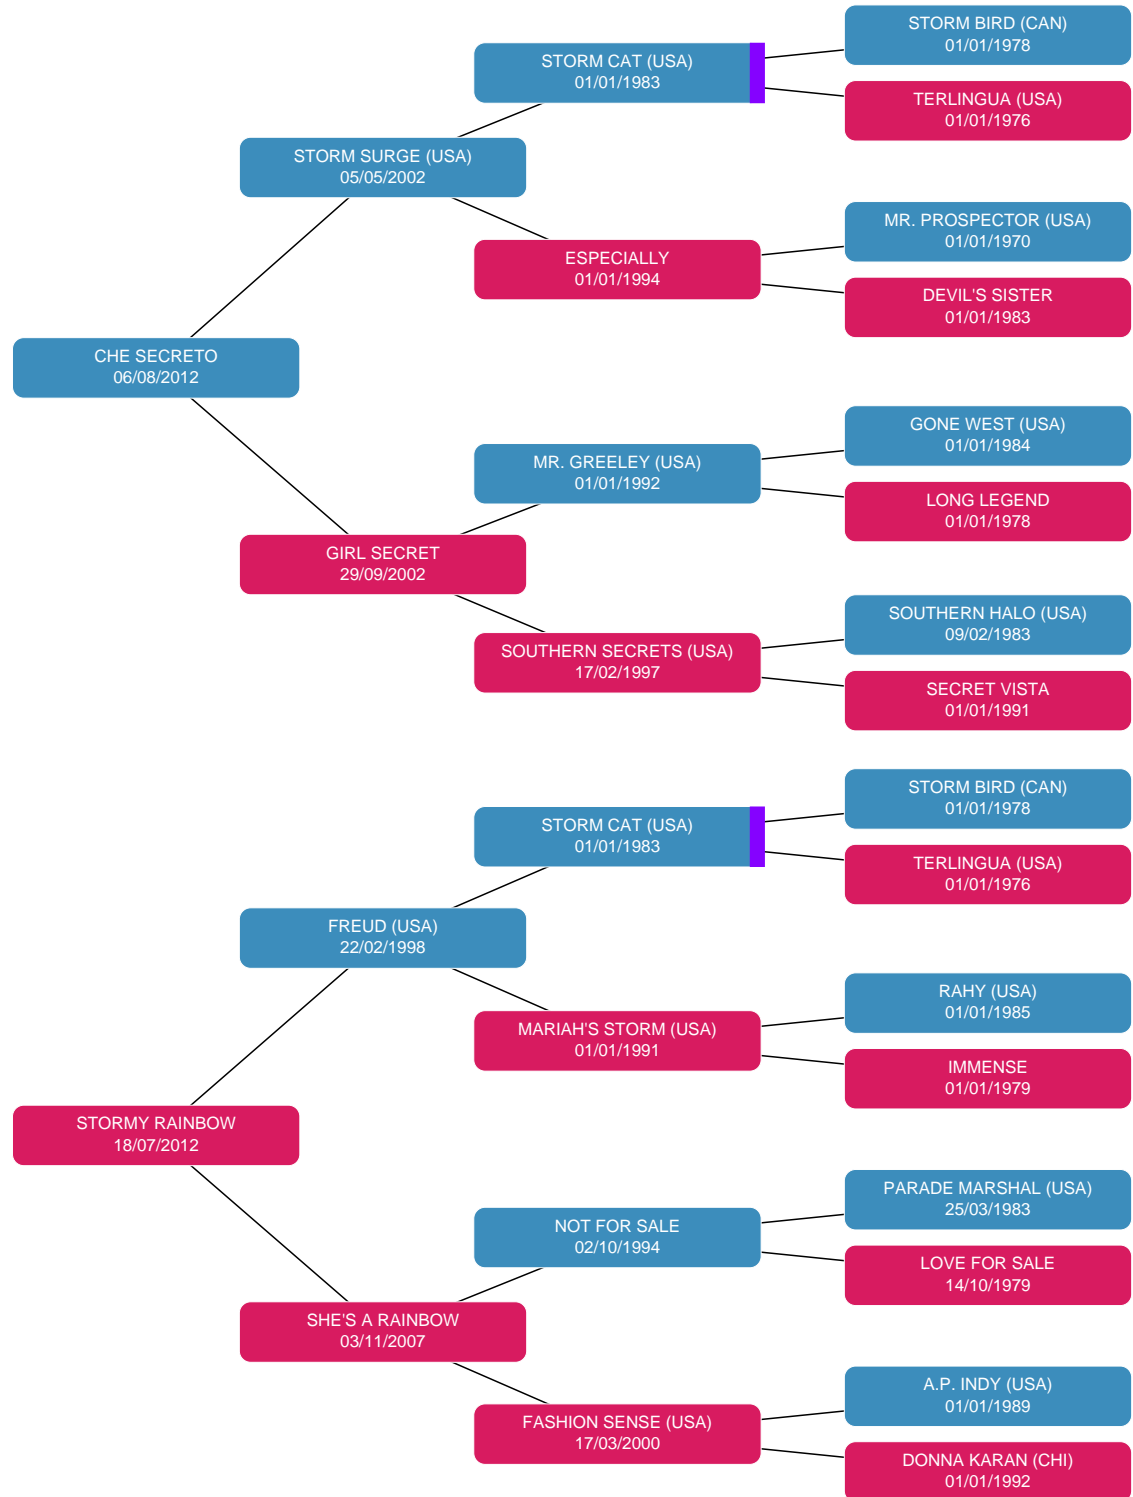 STORM BIRD (CAN)
01/01/1978
STORM CAT (USA)
01/01/1983
TERLINGUA (USA)
01/01/1976
STORM SURGE (USA)
05/05/2002
MR. PROSPECTOR (USA)
01/01/1970
ESPECIALLY
01/01/1994
DEVIL'S SISTER
01/01/1983
CHE SECRETO
06/08/2012
GONE WEST (USA)
01/01/1984
MR. GREELEY (USA)
01/01/1992
LONG LEGEND
01/01/1978
GIRL SECRET
29/09/2002
SOUTHERN HALO (USA)
09/02/1983
SOUTHERN SECRETS (USA)
17/02/1997
SECRET VISTA
01/01/1991
STORM BIRD (CAN)
01/01/1978
STORM CAT (USA)
01/01/1983
TERLINGUA (USA)
01/01/1976
FREUD (USA)
22/02/1998
RAHY (USA)
01/01/1985
MARIAH'S STORM (USA)
01/01/1991
IMMENSE
01/01/1979
STORMY RAINBOW
18/07/2012
PARADE MARSHAL (USA)
25/03/1983
NOT FOR SALE
02/10/1994
LOVE FOR SALE
14/10/1979
SHE'S A RAINBOW
03/11/2007
A.P. INDY (USA)
01/01/1989
FASHION SENSE (USA)
17/03/2000
DONNA KARAN (CHI)
01/01/1992